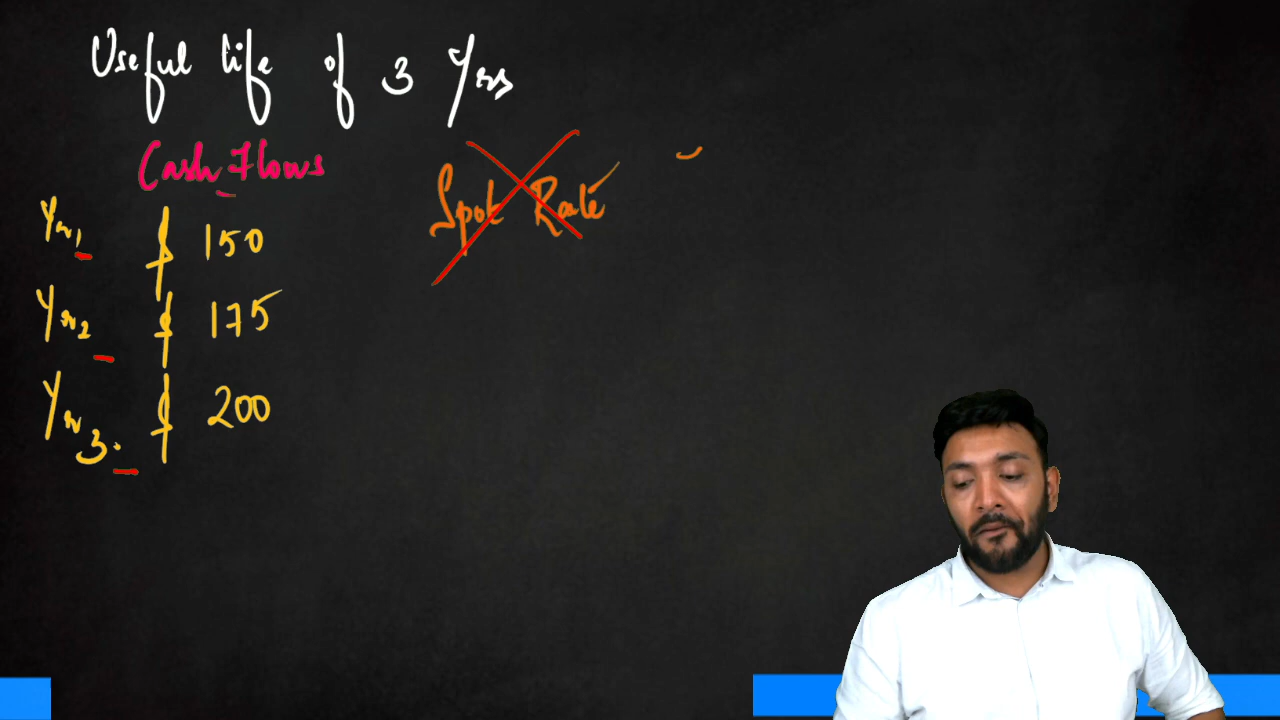 Useful life of 3 Yrs
Cash Flows
Spot Rate
Yr1 $ 150
Yr2 $ 175
Yr3. $ 200